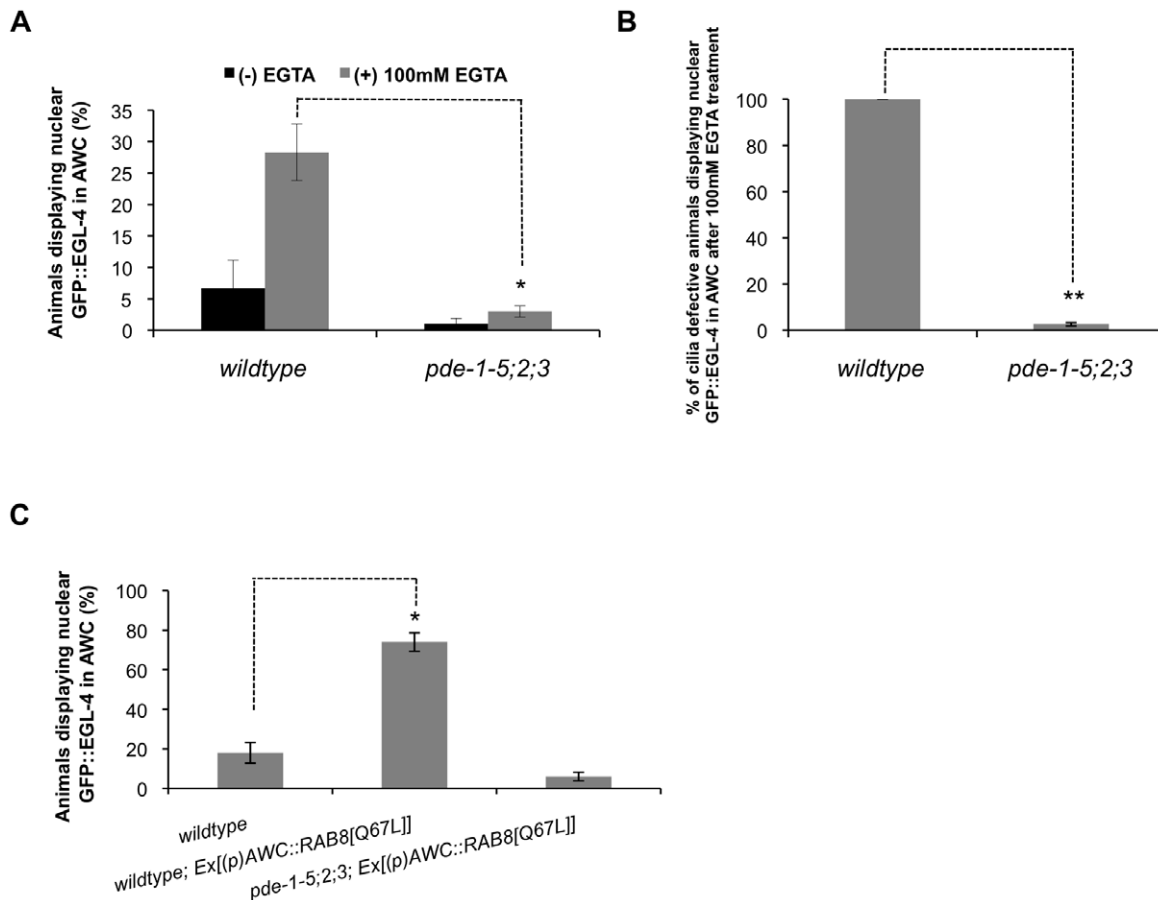 A
(-) EGTA (+) 100mM EGTA
Animals displaying nuclear
GFP::EGL-4 in AWC (%)
35
30
25
20
15
10
5
0
*
wildtype pde-1-5;2;3
B
% of cilia defective animals displaying nuclear
GFP::EGL-4 in AWC after 100mM EGTA treatment
100
80
60
40
20
0
**
wildtype pde-1-5;2;3
C
Animals displaying nuclear
GFP::EGL-4 in AWC (%)
100
80
60
40
20
0
*
wildtype
wildtype; Ex[(p)AWC::RAB8[Q67L]]
pde-1-5;2;3; Ex[(p)AWC::RAB8[Q67L]]